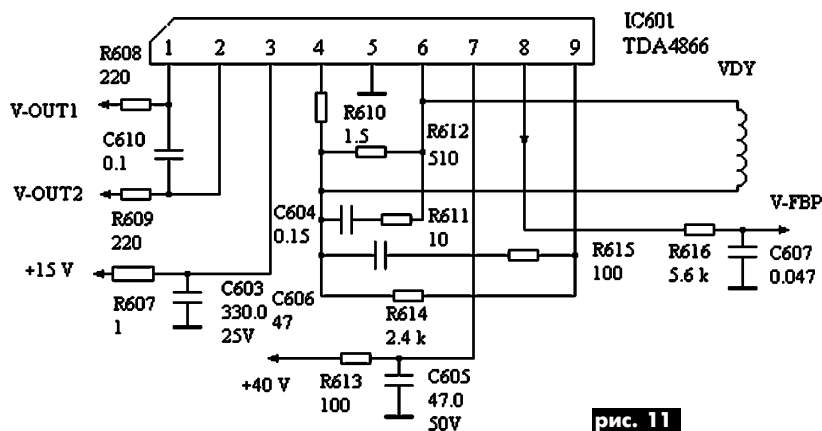 IC601
TDA4866
1 2 3 4 5 6 7 8 9
R608
220
VDY
V-OUT1
R610
1.5
R612
510
C610
0.1
V-OUT2
R609
220
C604
0.15
R611
10
V-FBP
+15 V
R607
1
C603
330.0
25V
C606
47
R614
2.4 k
R615
100
R616
5.6 k
C607
0.047
+40 V
R613
100
C605
47.0
50V
рис. 11